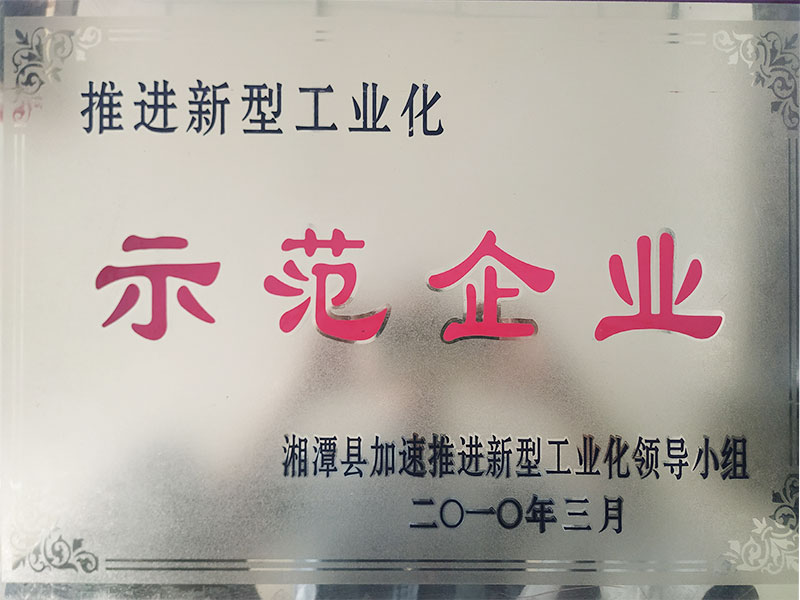 推进新型工业化
示范企业
湘潭县加速推进新型工业化领导小组
二〇一〇年三月